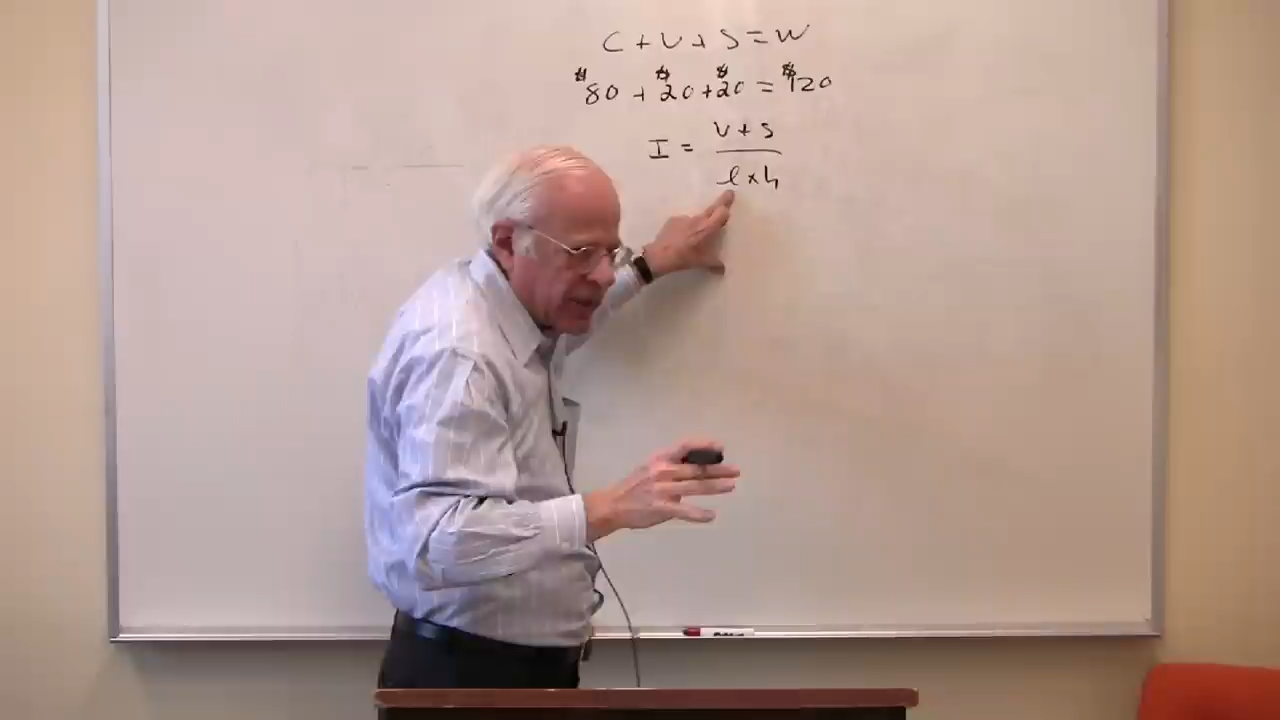 C + V + S = W
$80 + $20 + $20 = $120
I = V + S
l x h